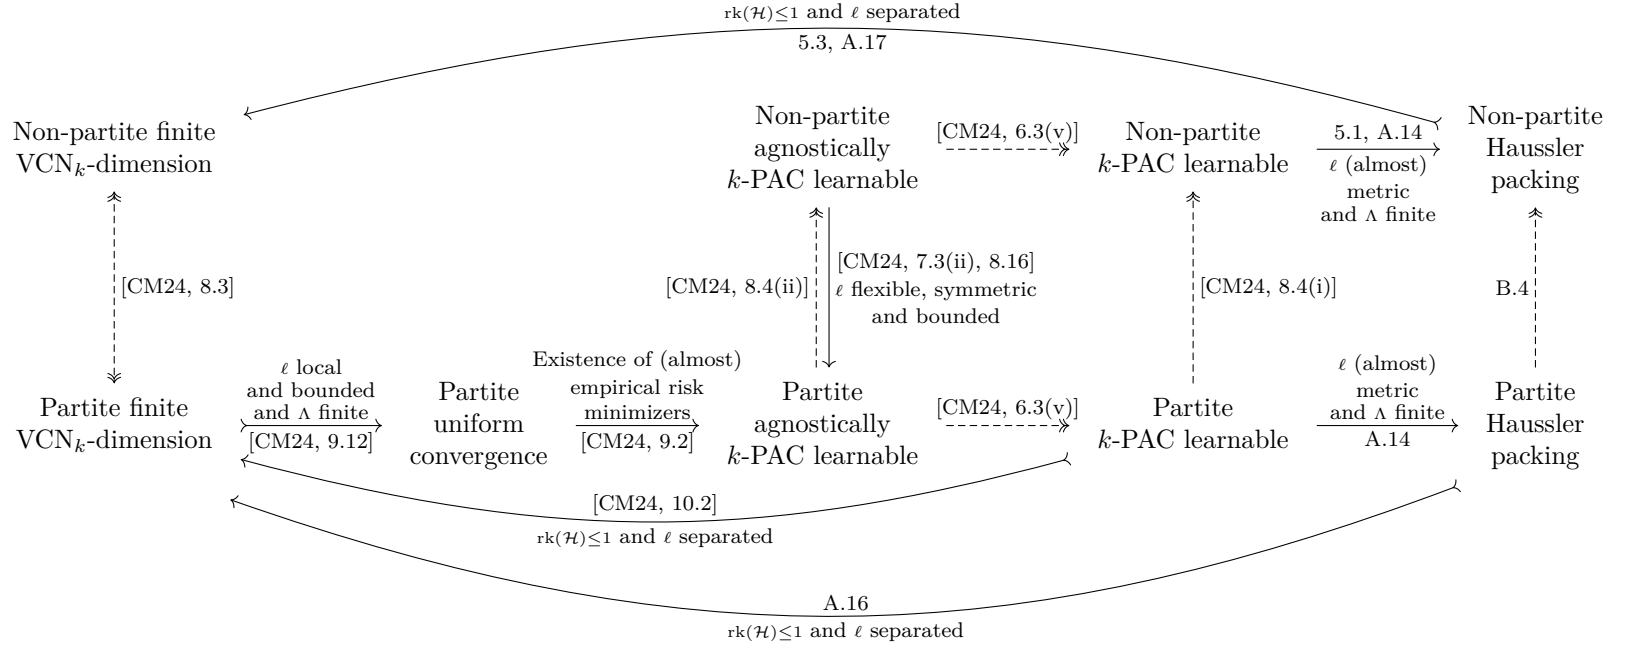 rk(ℋ)≤1 and ℓ separated
5.3, A.17
Non-partite finite
VCNₖ-dimension
Non-partite
agnostically
k-PAC learnable
[CM24, 6.3(v)]
Non-partite
k-PAC learnable
5.1, A.14
ℓ (almost)
metric
and Λ finite
Non-partite
Haussler
packing
[CM24, 8.3]
[CM24, 8.4(ii)]
[CM24, 7.3(ii), 8.16]
ℓ flexible, symmetric
and bounded
[CM24, 8.4(i)]
B.4
Partite finite
VCNₖ-dimension
ℓ local
and bounded
and Λ finite
[CM24, 9.12]
Partite
uniform
convergence
Existence of (almost)
empirical risk
minimizers
[CM24, 9.2]
Partite
agnostically
k-PAC learnable
[CM24, 6.3(v)]
Partite
k-PAC learnable
ℓ (almost)
metric
and Λ finite
A.14
Partite
Haussler
packing
[CM24, 10.2]
rk(ℋ)≤1 and ℓ separated
A.16
rk(ℋ)≤1 and ℓ separated